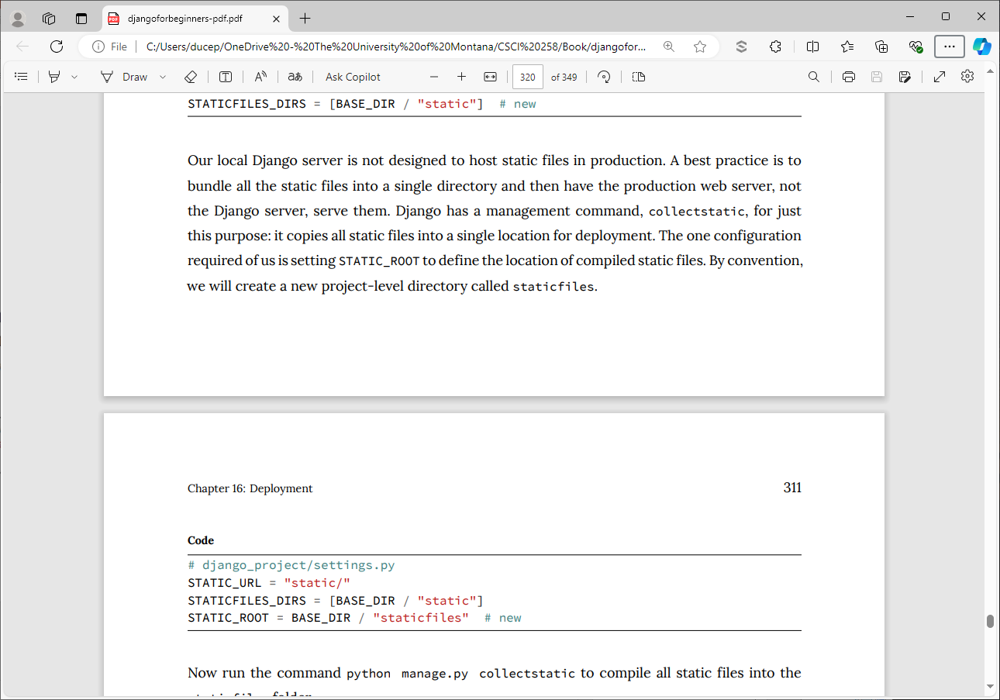 djangoforbeginners-pdf.pdf
File
C:/Users/ducep/OneDrive%20-%20The%20University%20of%20Montana/CSCI%20258/Book/djangofor...
Draw
Ask Copilot
320
of 349
STATICFILES_DIRS = [BASE_DIR / "static"]  # new
Our local Django server is not designed to host static files in production. A best practice is to
bundle all the static files into a single directory and then have the production web server, not
the Django server, serve them. Django has a management command, collectstatic, for just
this purpose: it copies all static files into a single location for deployment. The one configuration
required of us is setting STATIC_ROOT to define the location of compiled static files. By convention,
we will create a new project-level directory called staticfiles.
Chapter 16: Deployment
311
Code
# django_project/settings.py
STATIC_URL = "static/"
STATICFILES_DIRS = [BASE_DIR / "static"]
STATIC_ROOT = BASE_DIR / "staticfiles"  # new
Now run the command python manage.py collectstatic to compile all static files into the